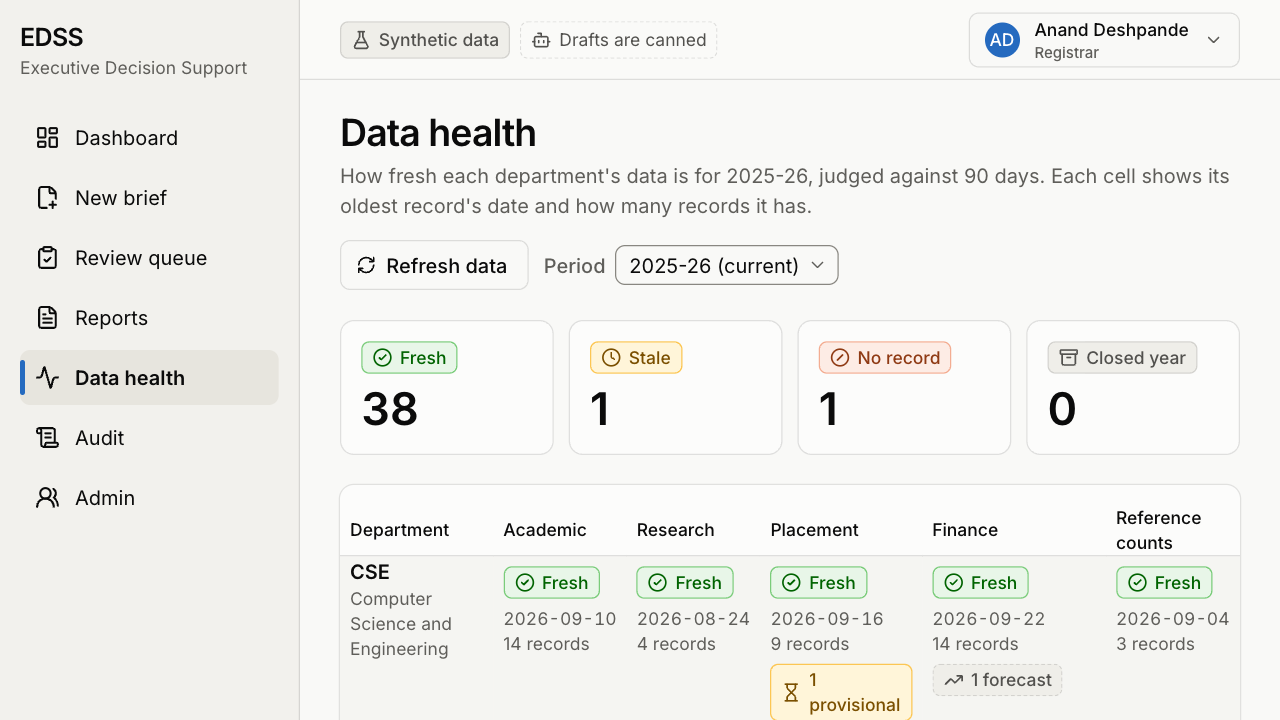 EDSS
Executive Decision Support
Dashboard
New brief
Review queue
Reports
Data health
Audit
Admin
Synthetic data
Drafts are canned
AD
Anand Deshpande
Registrar
Data health
How fresh each department's data is for 2025-26, judged against 90 days. Each cell shows its
oldest record's date and how many records it has.
Refresh data
Period
2025-26 (current)
Fresh
38
Stale
1
No record
1
Closed year
0
Department
Academic
Research
Placement
Finance
Reference
counts
CSE
Computer
Science and
Engineering
Fresh
2026-09-10
14 records
Fresh
2026-08-24
4 records
Fresh
2026-09-16
9 records
1
provisional
Fresh
2026-09-22
14 records
1 forecast
Fresh
2026-09-04
3 records